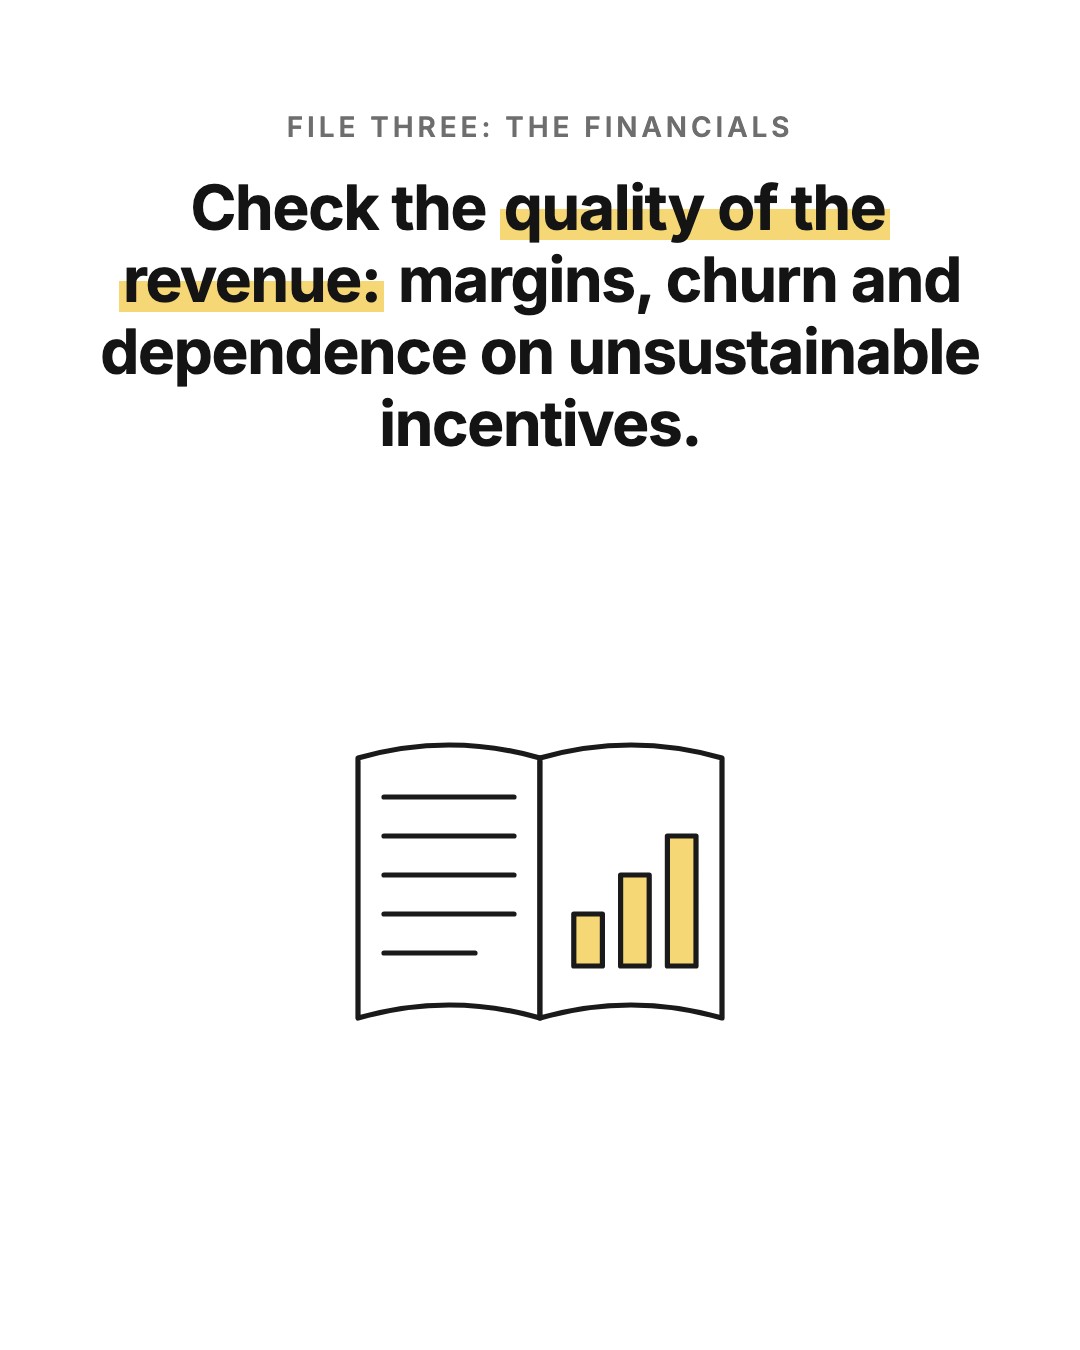 FILE THREE: THE FINANCIALS
Check the quality of the
revenue: margins, churn and
dependence on unsustainable
incentives.